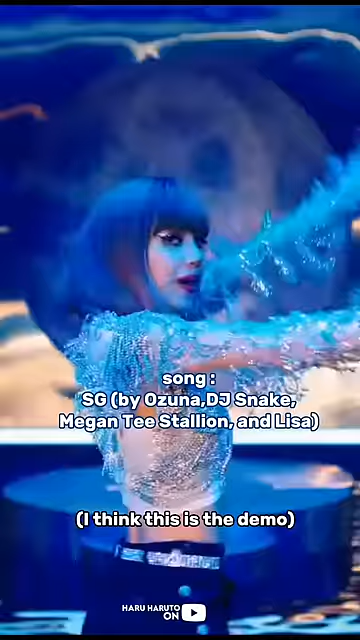 song :
SG (by Ozuna,DJ Snake,
Megan Tee Stallion, and Lisa)
(I think this is the demo)
HARU HARUTO
ON